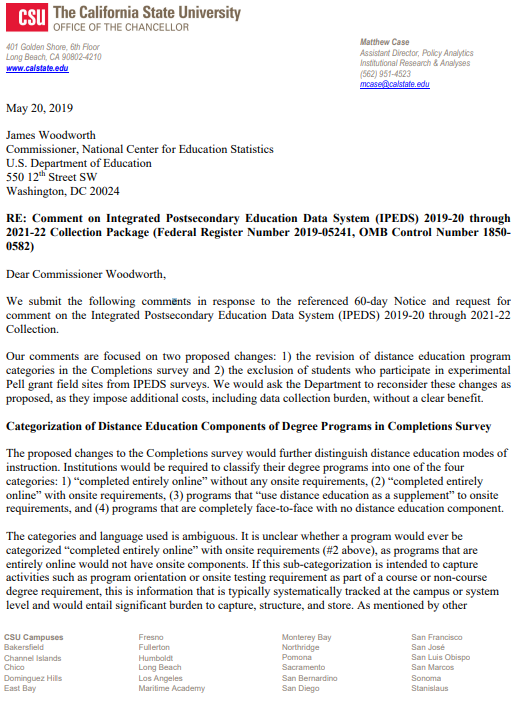 CSU The California State University
OFFICE OF THE CHANCELLOR
401 Golden Shore, 6th Floor
Long Beach, CA 90802-4210
www.calstate.edu
Matthew Case
Assistant Director, Policy Analytics
Institutional Research & Analyses
(562) 951-4523
mcase@calstate.edu
May 20, 2019
James Woodworth
Commissioner, National Center for Education Statistics
U.S. Department of Education
550 12th Street SW
Washington, DC 20024
RE: Comment on Integrated Postsecondary Education Data System (IPEDS) 2019-20 through
2021-22 Collection Package (Federal Register Number 2019-05241, OMB Control Number 1850-
0582)
Dear Commissioner Woodworth,
We submit the following comments in response to the referenced 60-day Notice and request for
comment on the Integrated Postsecondary Education Data System (IPEDS) 2019-20 through 2021-22
Collection.
Our comments are focused on two proposed changes: 1) the revision of distance education program
categories in the Completions survey and 2) the exclusion of students who participate in experimental
Pell grant field sites from IPEDS surveys. We would ask the Department to reconsider these changes as
proposed, as they impose additional costs, including data collection burden, without a clear benefit.
Categorization of Distance Education Components of Degree Programs in Completions Survey
The proposed changes to the Completions survey would further distinguish distance education modes of
instruction. Institutions would be required to classify their degree programs into one of the four
categories: 1) “completed entirely online” without any onsite requirements, (2) “completed entirely
online” with onsite requirements, (3) programs that “use distance education as a supplement” to onsite
requirements, and (4) programs that are completely face-to-face with no distance education component.
The categories and language used is ambiguous. It is unclear whether a program would ever be
categorized “completed entirely online” with onsite requirements (#2 above), as programs that are
entirely online would not have onsite components. If this sub-categorization is intended to capture
activities such as program orientation or onsite testing requirement as part of a course or non-course
degree requirement, this is information that is typically systematically tracked at the campus or system
level and would entail significant burden to capture, structure, and store. As mentioned by other
CSU Campuses
Bakersfield
Channel Islands
Chico
Dominguez Hills
East Bay
Fresno
Fullerton
Humboldt
Long Beach
Los Angeles
Maritime Academy
Monterey Bay
Northridge
Pomona
Sacramento
San Bernardino
San Diego
San Francisco
San José
San Luis Obispo
San Marcos
Sonoma
Stanislaus